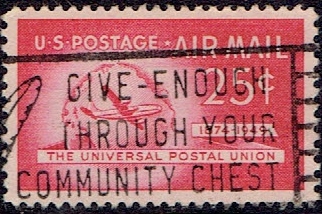 U.S. POSTAGE · AIR MAIL
GIVE-ENOUGH
25¢
THROUGH-YOUR
1874-1949
THE UNIVERSAL POSTAL UNION
COMMUNITY CHEST